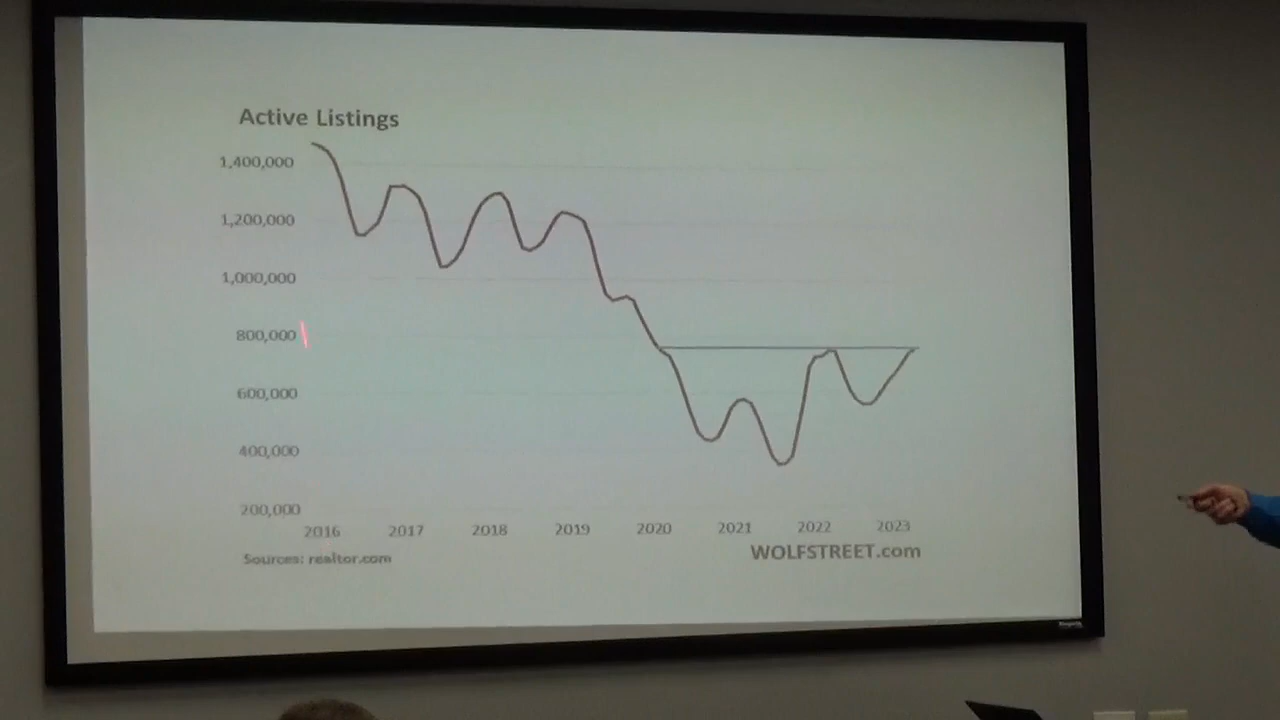 Active Listings
1,400,000
1,200,000
1,000,000
800,000
600,000
400,000
200,000
2016 2017 2018 2019 2020 2021 2022 2023
Sources: realtor.com
WOLFSTREET.com